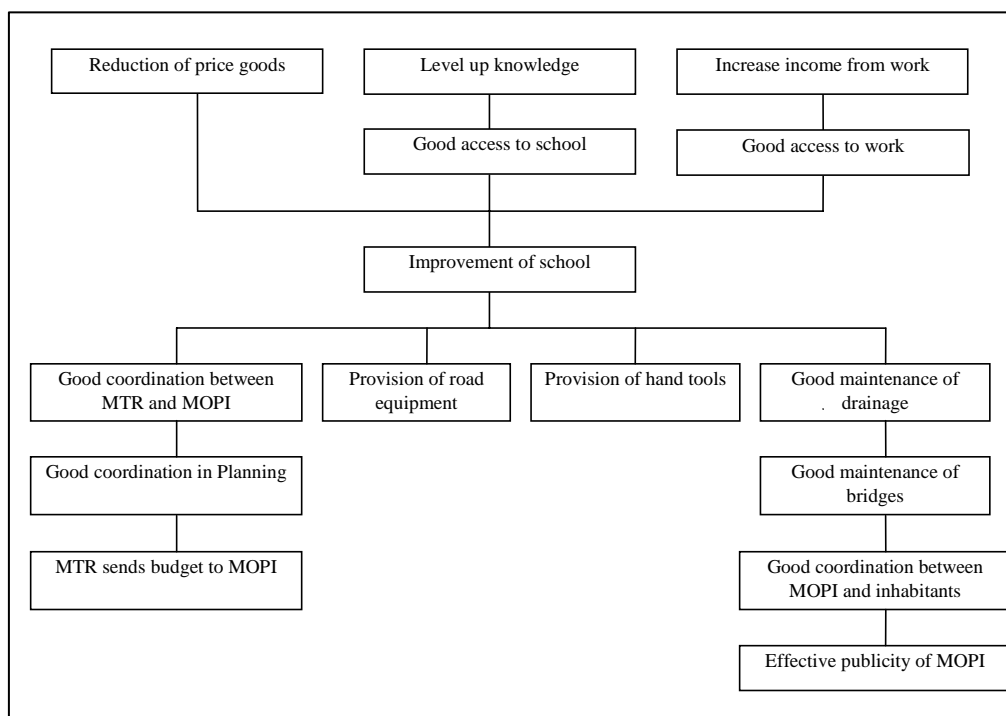 Reduction of price goods
Level up knowledge
Increase income from work
Good access to school
Good access to work
Improvement of school
Good coordination between
MTR and MOPI
Provision of road
equipment
Provision of hand tools
Good maintenance of
drainage
Good coordination in Planning
Good maintenance of
bridges
MTR sends budget to MOPI
Good coordination between
MOPI and inhabitants
Effective publicity of MOPI